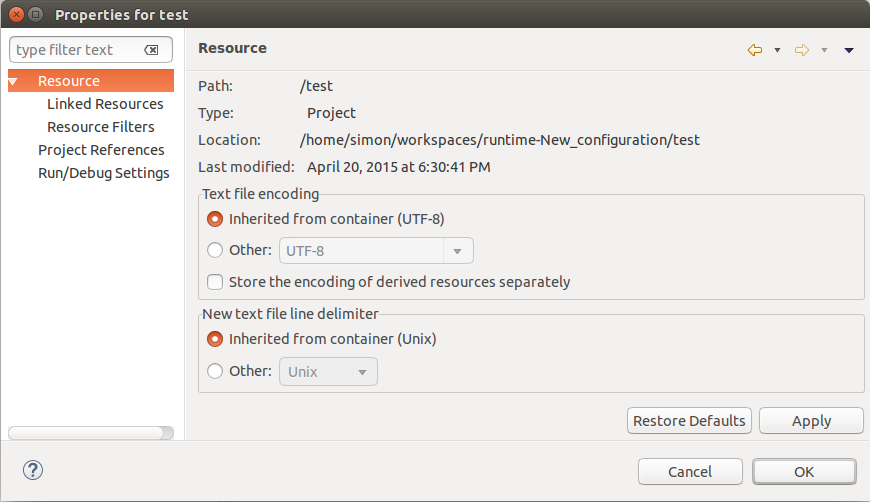 Properties for test
type filter text
Resource
Linked Resources
Resource Filters
Project References
Run/Debug Settings
Resource
Path: /test
Type: Project
Location: /home/simon/workspaces/runtime-New_configuration/test
Last modified: April 20, 2015 at 6:30:41 PM
Text file encoding
Inherited from container (UTF-8)
Other: UTF-8
Store the encoding of derived resources separately
New text file line delimiter
Inherited from container (Unix)
Other: Unix
Restore Defaults Apply
? Cancel OK